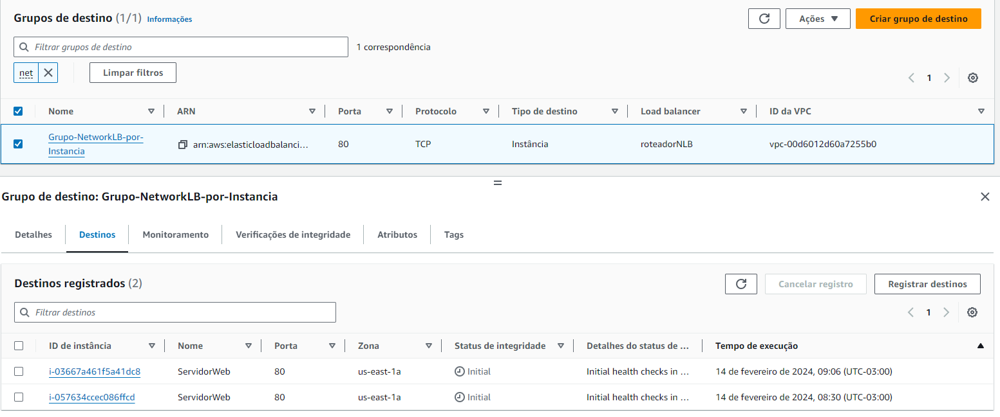 Grupos de destino (1/1) Informações
Ações
Criar grupo de destino
Filtrar grupos de destino
1 correspondência
net
Limpar filtros
1
Nome ARN Porta Protocolo Tipo de destino Load balancer ID da VPC
Grupo-NetworkLB-por-
Instancia
arn:aws:elasticloadbalanci... 80 TCP Instância roteadorNLB vpc-00d6012d60a7255b0
Grupo de destino: Grupo-NetworkLB-por-Instancia
Detalhes Destinos Monitoramento Verificações de integridade Atributos Tags
Destinos registrados (2)
Cancelar registro
Registrar destinos
Filtrar destinos
1
ID de instância Nome Porta Zona Status de integridade Detalhes do status de ... Tempo de execução
i-03667a461f5a41dc8 ServidorWeb 80 us-east-1a Initial Initial health checks in ... 14 de fevereiro de 2024, 09:06 (UTC-03:00)
i-057634ccec086ffcd ServidorWeb 80 us-east-1a Initial Initial health checks in ... 14 de fevereiro de 2024, 08:30 (UTC-03:00)